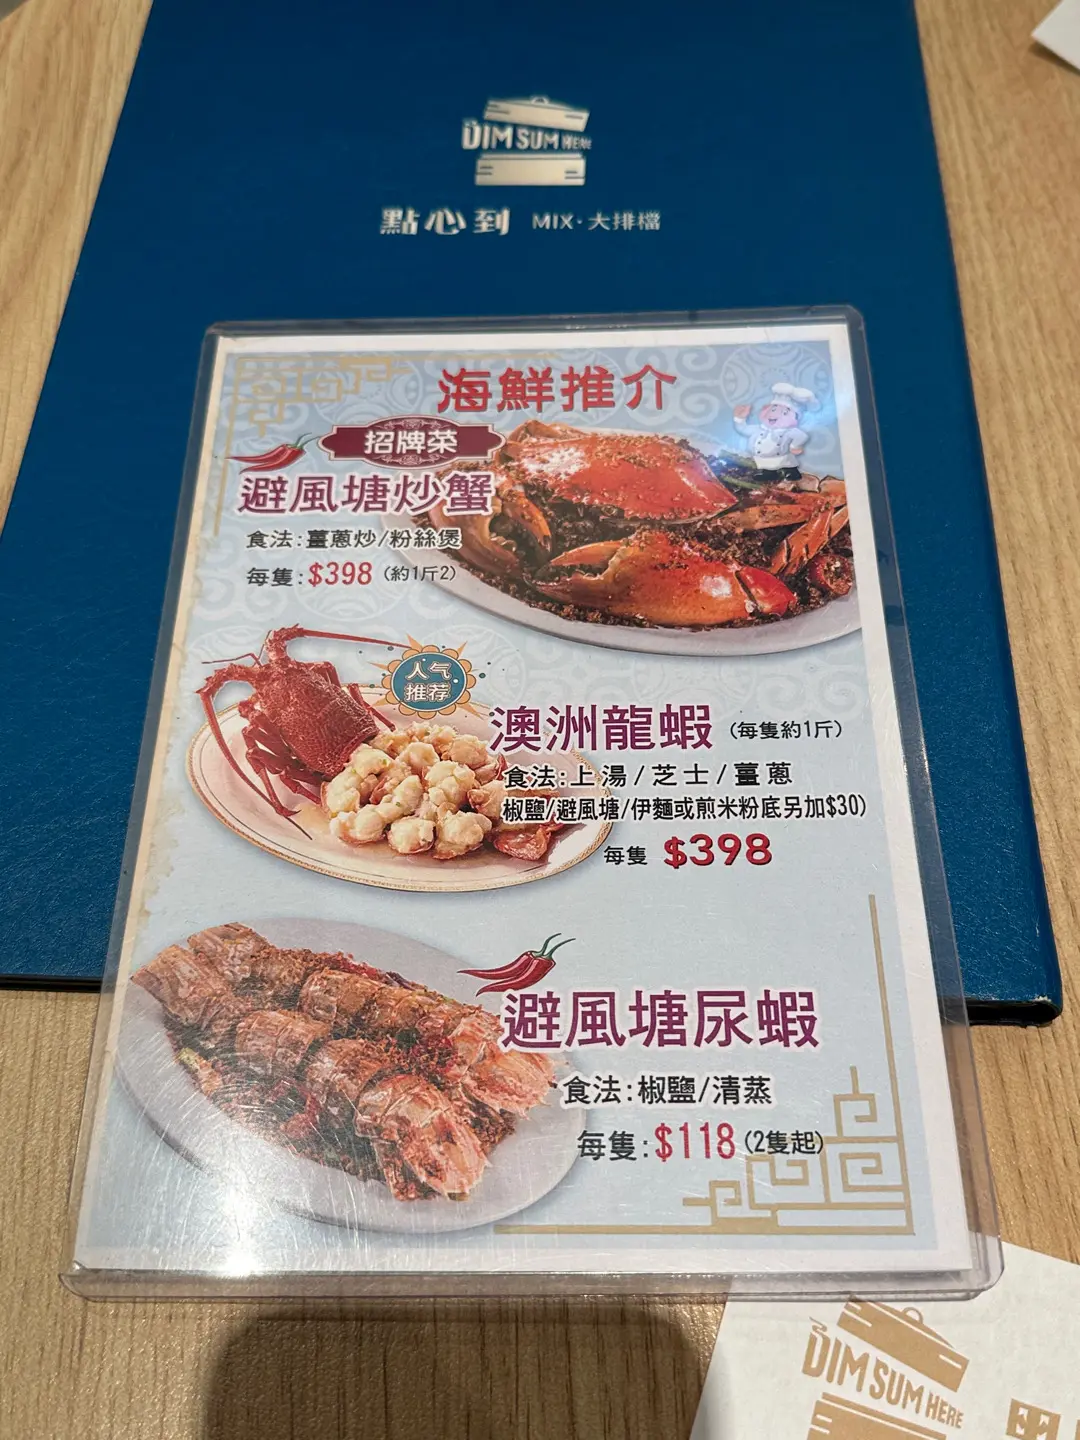 DIM SUM HERE
點心到 MIX·大排檔
海鮮推介
招牌菜
避風塘炒蟹
食法:薑蔥炒/粉絲煲
每隻:$398 (約1斤2)
人气
推荐
澳洲龍蝦 (每隻約1斤)
食法:上湯/芝士/薑蔥
椒鹽/避風塘/伊麵或煎米粉底另加$30)
每隻 $398
避風塘尿蝦
食法:椒鹽/清蒸
每隻:$118 (2隻起)
DIM SUM HERE